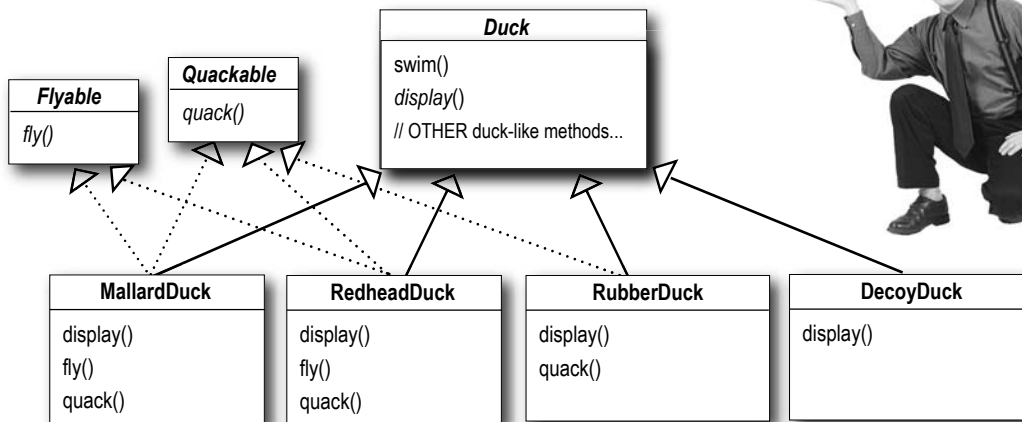 Duck
swim()
display()
// OTHER duck-like methods...
Quackable
quack()
Flyable
fly()
MallardDuck
display()
fly()
quack()
RedheadDuck
display()
fly()
quack()
RubberDuck
display()
quack()
DecoyDuck
display()